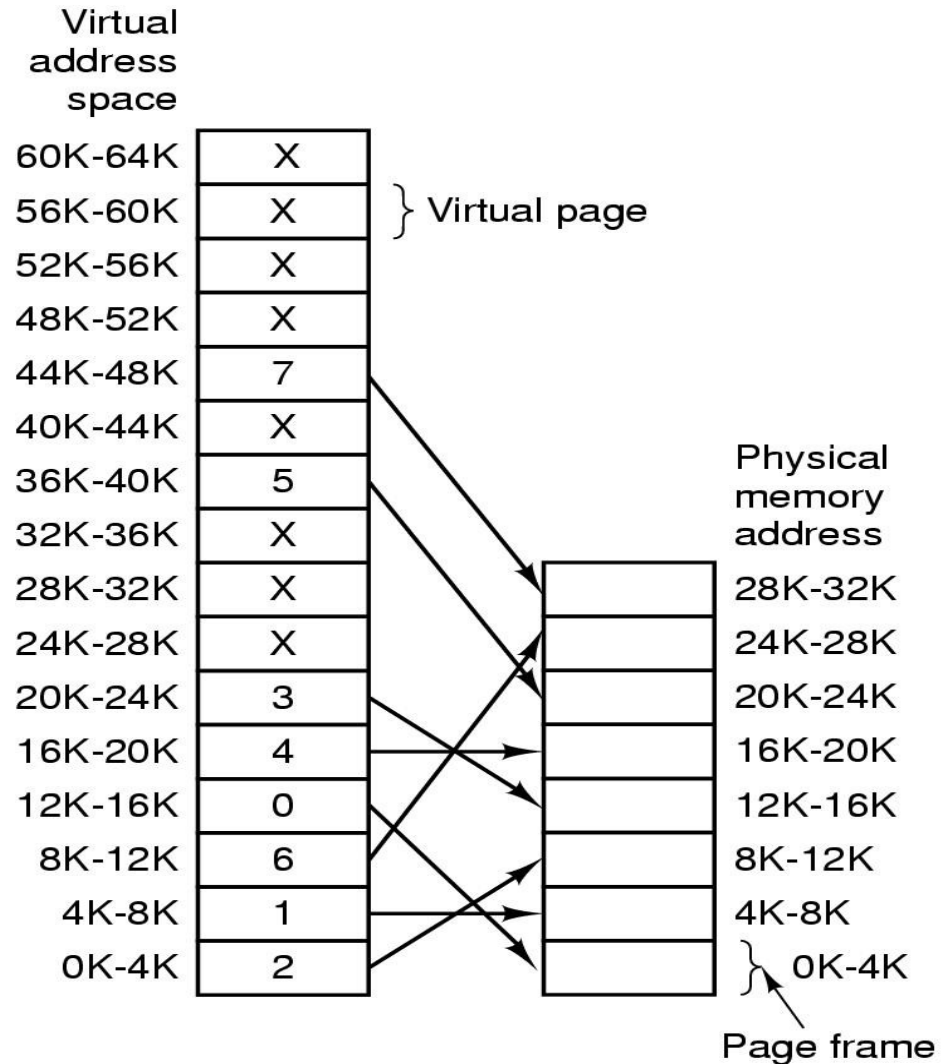 Virtual
address
space
60K-64K X
56K-60K X Virtual page
52K-56K X
48K-52K X
44K-48K 7
40K-44K X
36K-40K 5
32K-36K X
28K-32K X
24K-28K X
20K-24K 3
16K-20K 4
12K-16K 0
8K-12K 6
4K-8K 1
0K-4K 2
Physical
memory
address
28K-32K
24K-28K
20K-24K
16K-20K
12K-16K
8K-12K
4K-8K
0K-4K
Page frame